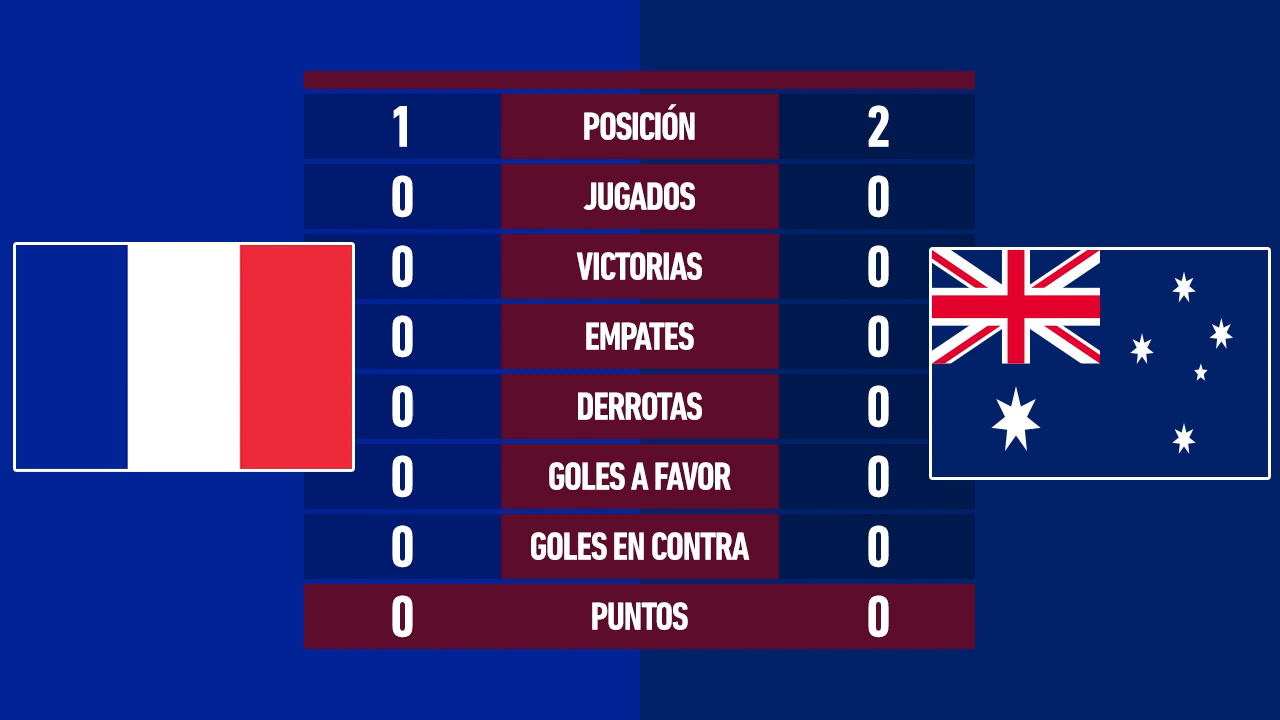 1 POSICIÓN 2
0 JUGADOS 0
0 VICTORIAS 0
0 EMPATES 0
0 DERROTAS 0
0 GOLES A FAVOR 0
0 GOLES EN CONTRA 0
0 PUNTOS 0